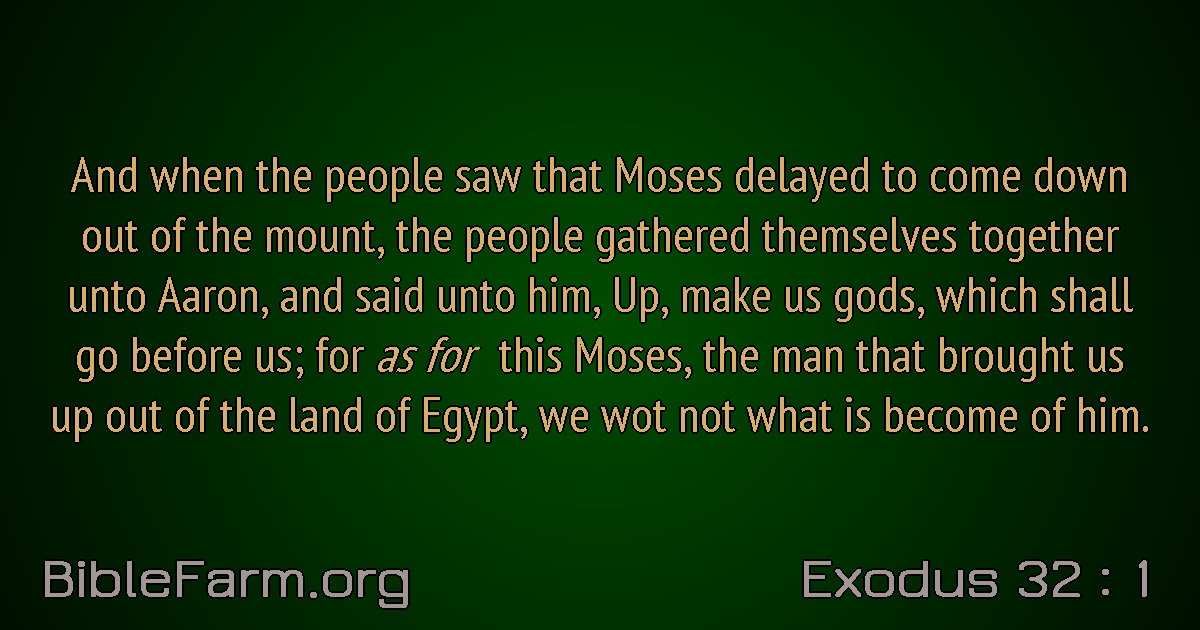 And when the people saw that Moses delayed to come down
out of the mount, the people gathered themselves together
unto Aaron, and said unto him, Up, make us gods, which shall
go before us; for as for this Moses, the man that brought us
up out of the land of Egypt, we wot not what is become of him.
BibleFarm.org
Exodus 32 : 1